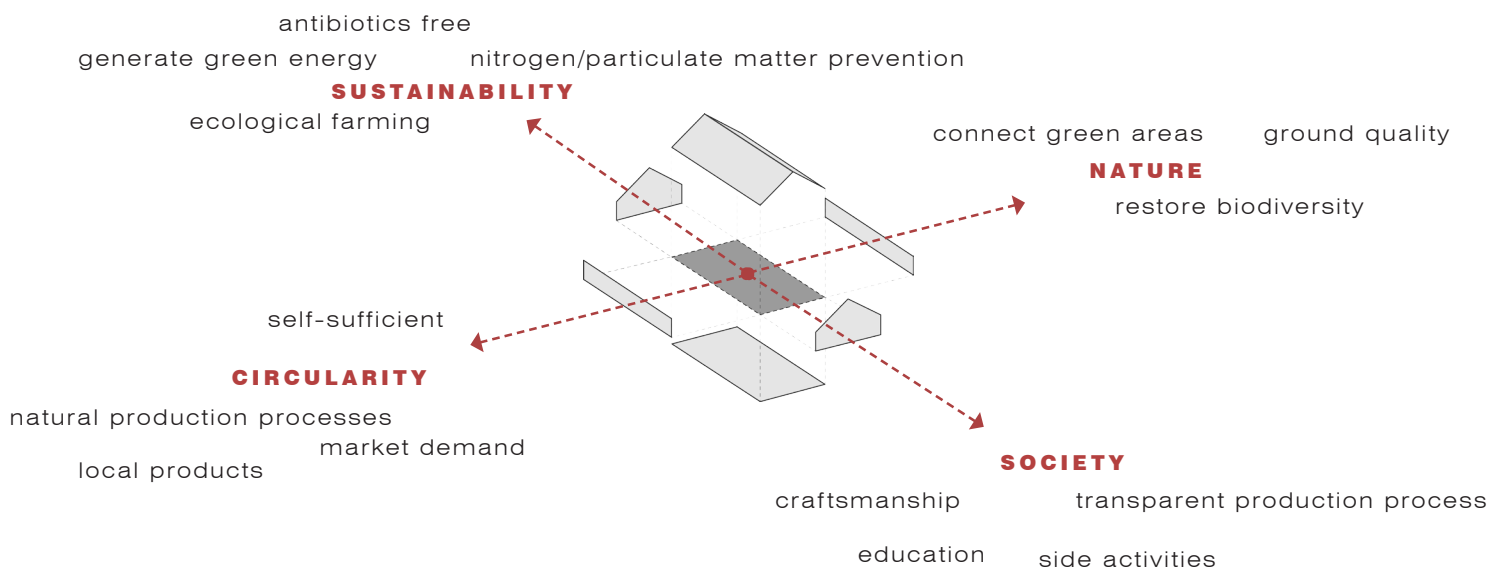 antibiotics free
generate green energy
nitrogen/particulate matter prevention
SUSTAINABILITY
ecological farming
connect green areas
ground quality
NATURE
restore biodiversity
self-sufficient
CIRCULARITY
natural production processes
market demand
local products
SOCIETY
craftsmanship
transparent production process
education
side activities